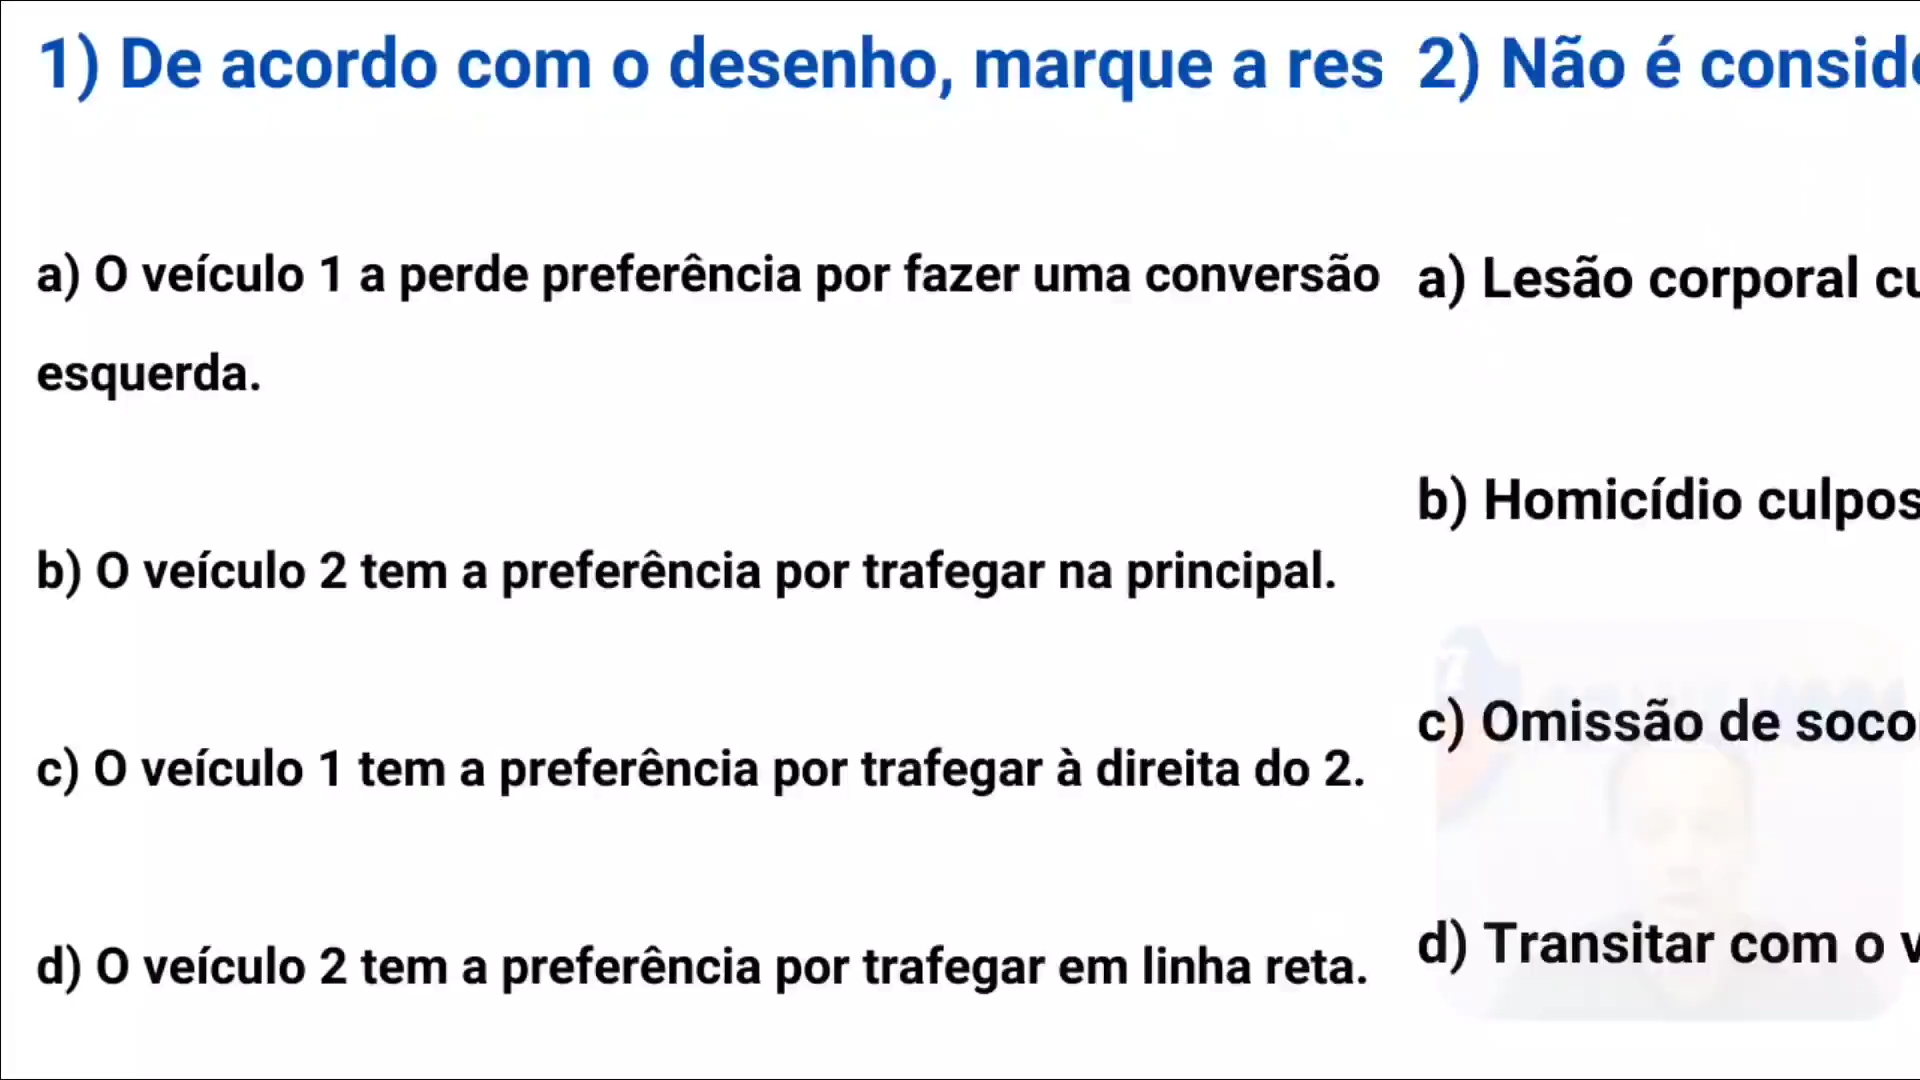 1) De acordo com o desenho, marque a res
a) O veículo 1 a perde preferência por fazer uma conversão
esquerda.
b) O veículo 2 tem a preferência por trafegar na principal.
c) O veículo 1 tem a preferência por trafegar à direita do 2.
d) O veículo 2 tem a preferência por trafegar em linha reta.
2) Não é
a) Lesão corporal
b) Homicídio
c) Omissão de
d) Transitar com o